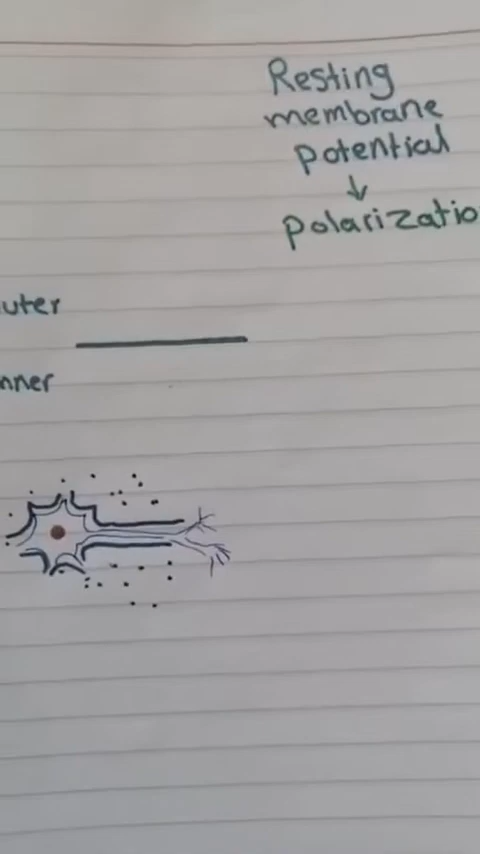 Resting
membrane
potential
↓
polarizatio
uter
nner